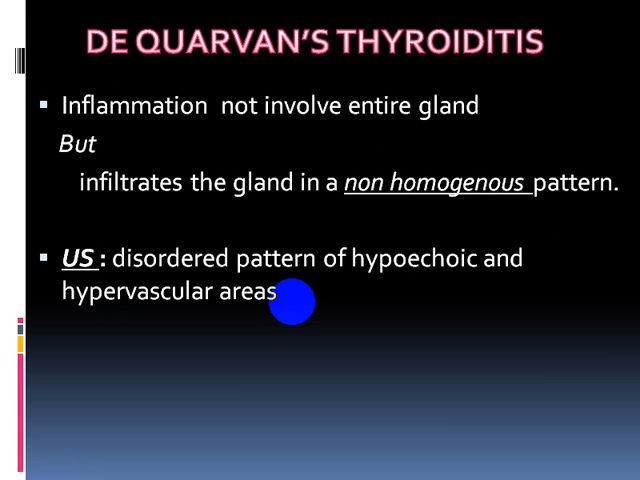 DE QUARVAN'S THYROIDITIS
Inflammation not involve entire gland
But
infiltrates the gland in a non homogenous pattern.
US : disordered pattern of hypoechoic and
hypervascular areas